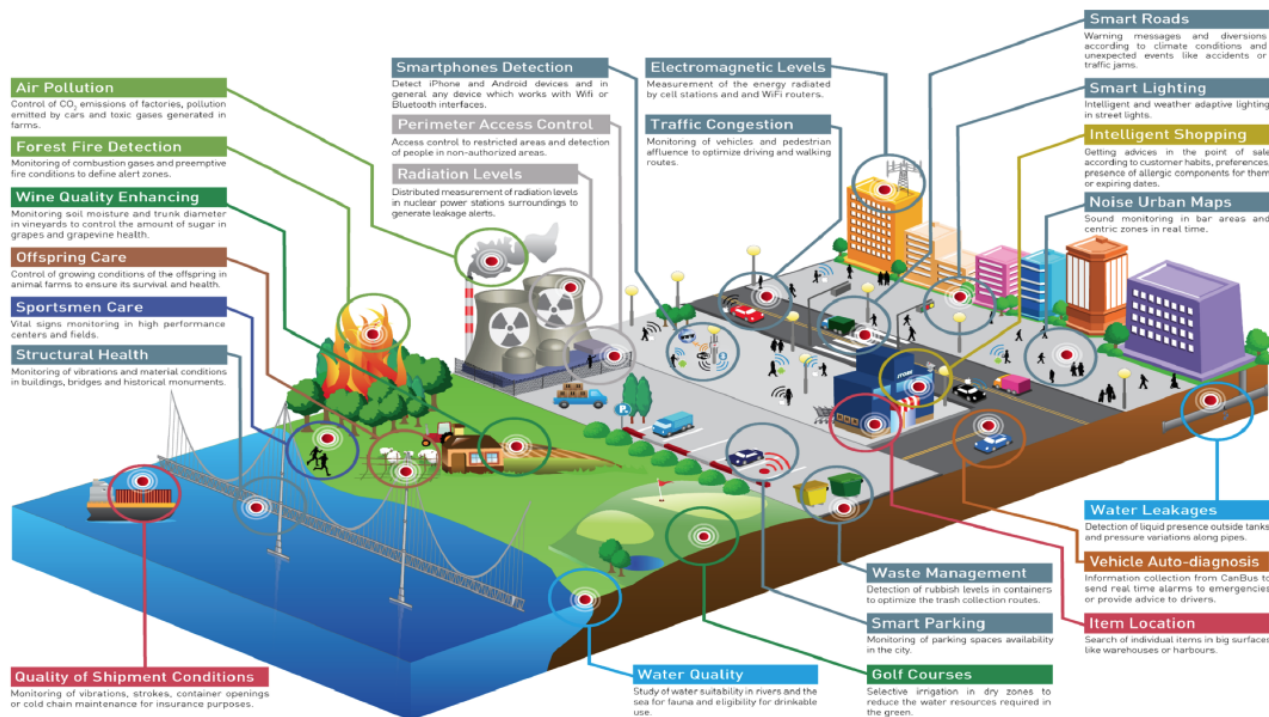 Air Pollution
Control of CO₂ emissions of factories, pollution
emitted by cars and toxic gases generated in
farms.
Forest Fire Detection
Monitoring of combustion gases and preemptive
fire conditions to define alert zones.
Wine Quality Enhancing
Monitoring soil moisture and trunk diameter
in vineyards to control the amount of sugar in
grapes and grapevine health.
Offspring Care
Control of growing conditions of the offspring in
animal farms to ensure its survival and health.
Sportsmen Care
Vital signs monitoring in high performance
centers and fields.
Structural Health
Monitoring of vibrations and material conditions
in buildings, bridges and historical monuments.
Quality of Shipment Conditions
Monitoring of vibrations, strokes, container openings
or cold chain maintenance for insurance purposes.
Smartphones Detection
Detect iPhone and Android devices and in
general any device which works with Wifi or
Bluetooth interfaces.
Perimeter Access Control
Access control to restricted areas and detection
of people in non-authorized areas.
Radiation Levels
Distributed measurement of radiation levels
in nuclear power stations surroundings to
generate leakage alerts.
Electromagnetic Levels
Measurement of the energy radiated
by cell stations and and WiFi routers.
Traffic Congestion
Monitoring of vehicles and pedestrian
affluence to optimize driving and walking
routes.
Smart Roads
Warning messages and diversions
according to climate conditions and
unexpected events like accidents or
traffic jams.
Smart Lighting
Intelligent and weather adaptive lighting
in street lights.
Intelligent Shopping
Getting advices in the point of sale
according to customer habits, preferences,
presence of allergic components for them
or expiring dates.
Noise Urban Maps
Sound monitoring in bar areas and
centric zones in real time.
P
Water Leakages
Detection of liquid presence outside tanks
and pressure variations along pipes.
Vehicle Auto-diagnosis
Information collection from CanBus to
send real time alarms to emergencies
or provide advice to drivers.
Item Location
Search of individual items in big surfaces
like warehouses or harbours.
Waste Management
Detection of rubbish levels in containers
to optimize the trash collection routes.
Smart Parking
Monitoring of parking spaces availability
in the city.
Golf Courses
Selective irrigation in dry zones to
reduce the water resources required in
the green.
Water Quality
Study of water suitability in rivers and the
sea for fauna and eligibility for drinkable
use.